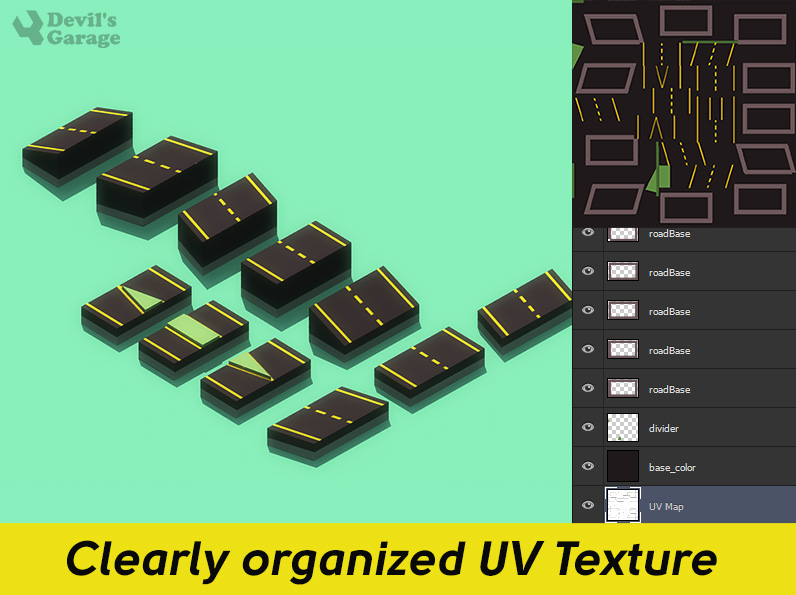 Devil's
Garage
roadBase
roadBase
roadBase
roadBase
roadBase
divider
base_color
UV Map
Clearly organized UV Texture